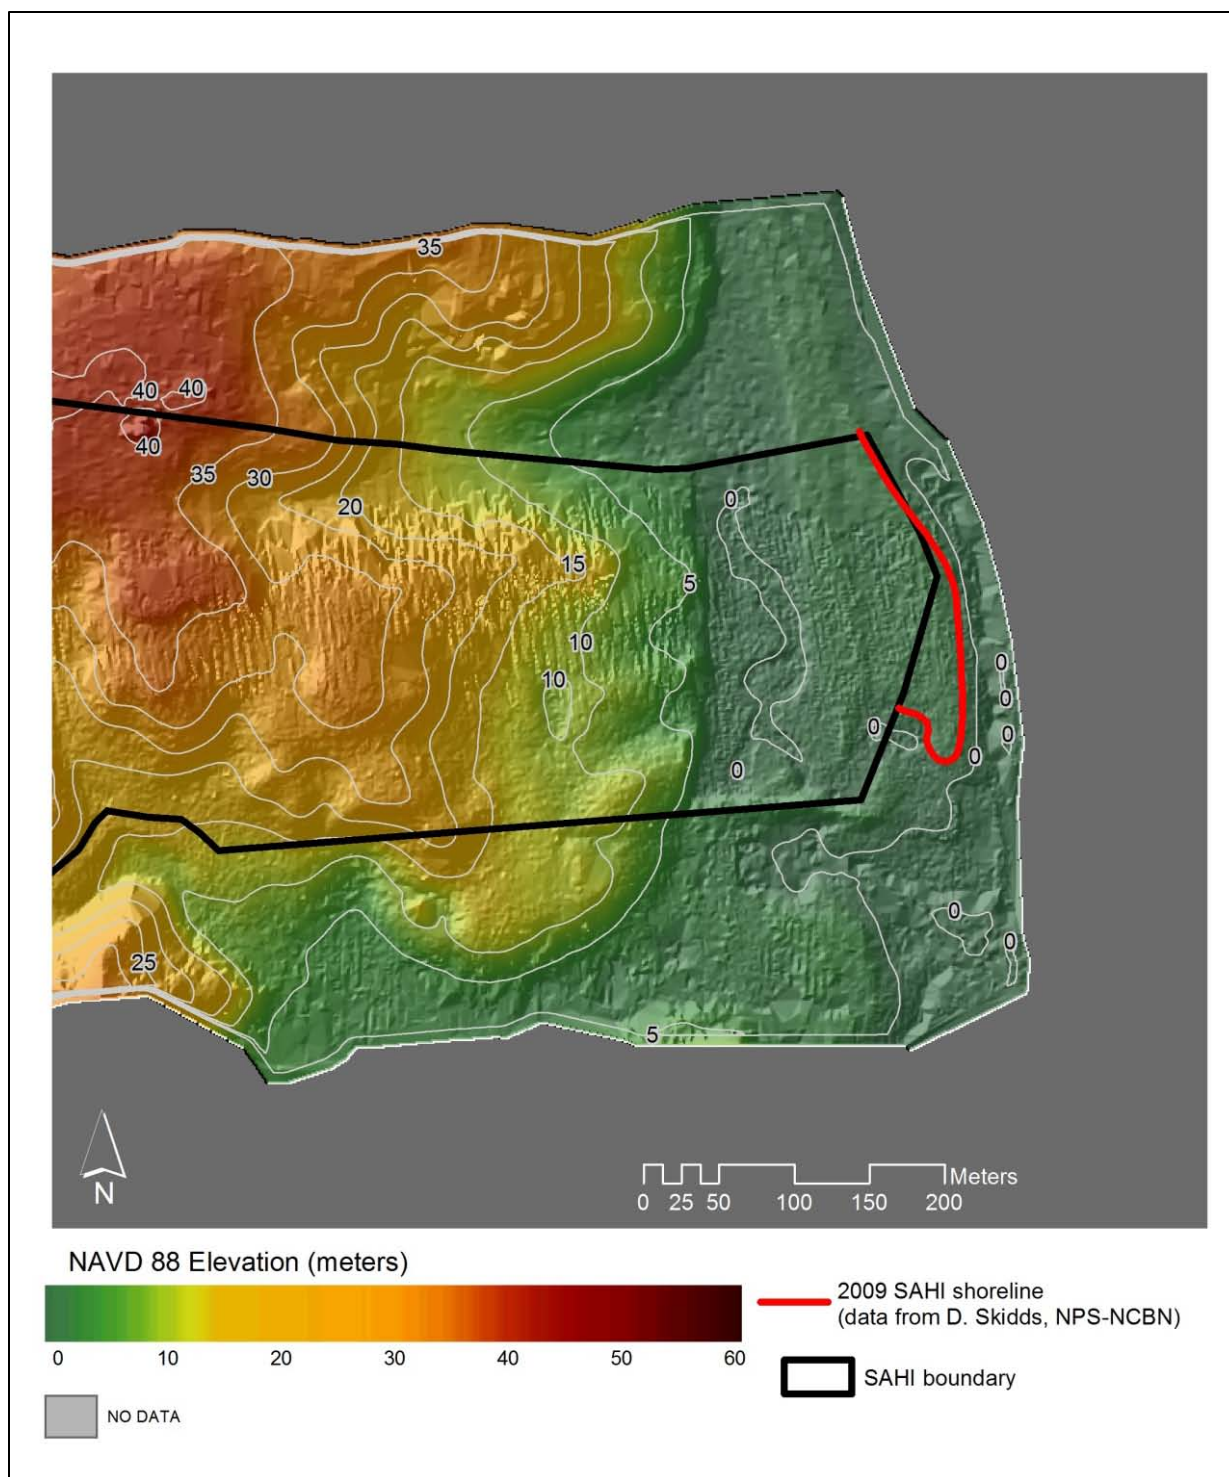 35
40
40
40
35
30
20
0
15
5
10
10
0
0
0
0
0
0
0
25
0
5
N
Meters
0 25 50 100 150 200
NAVD 88 Elevation (meters)
0 10 20 30 40 50 60
NO DATA
2009 SAHI shoreline
(data from D. Skidds, NPS-NCBN)
SAHI boundary